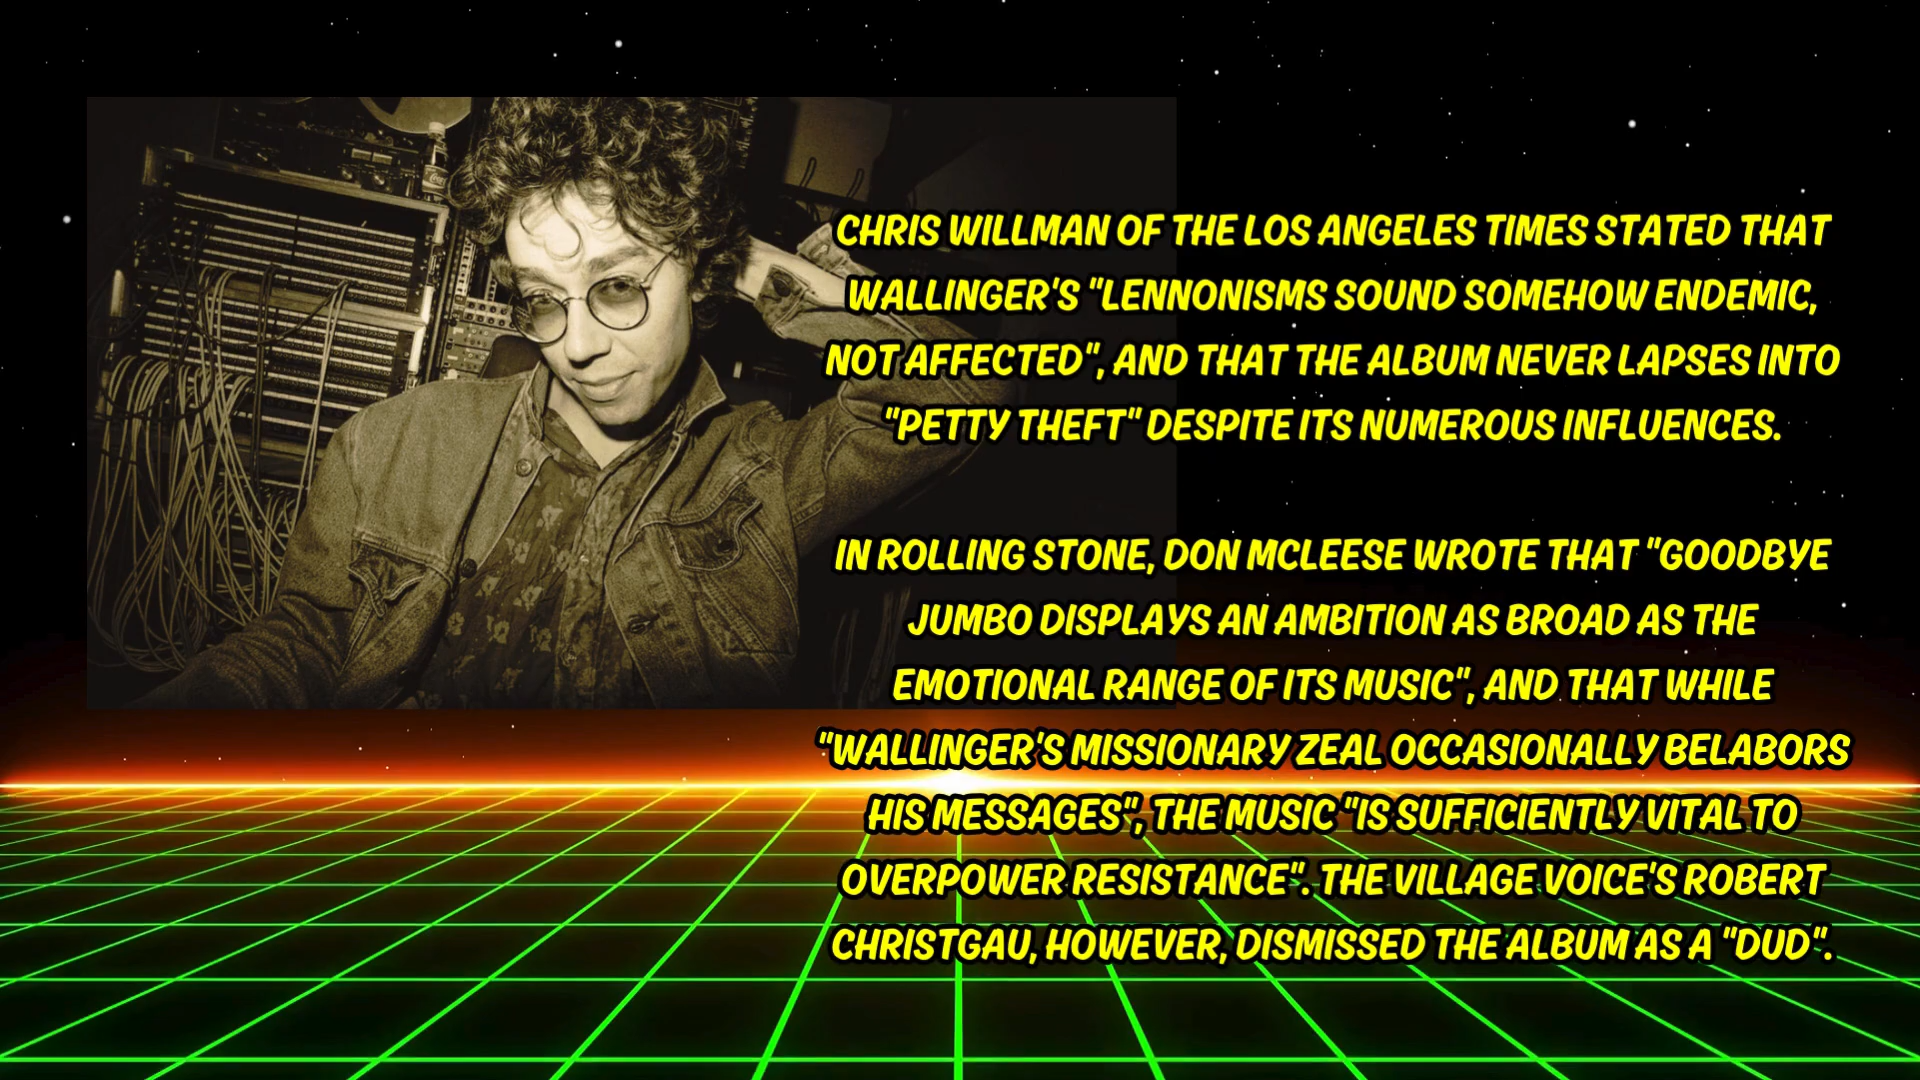 CHRIS WILLMAN OF THE LOS ANGELES TIMES STATED THAT
WALLINGER'S "LENNONISMS SOUND SOMEHOW ENDEMIC,
NOT AFFECTED", AND THAT THE ALBUM NEVER LAPSES INTO
"PETTY THEFT" DESPITE ITS NUMEROUS INFLUENCES.
IN ROLLING STONE, DON MCLEESE WROTE THAT "GOODBYE
JUMBO DISPLAYS AN AMBITION AS BROAD AS THE
EMOTIONAL RANGE OF ITS MUSIC", AND THAT WHILE
"WALLINGER'S MISSIONARY ZEAL OCCASIONALLY BELABORS
HIS MESSAGES", THE MUSIC "IS SUFFICIENTLY VITAL TO
OVERPOWER RESISTANCE". THE VILLAGE VOICE'S ROBERT
CHRISTGAU, HOWEVER, DISMISSED THE ALBUM AS A "DUD".